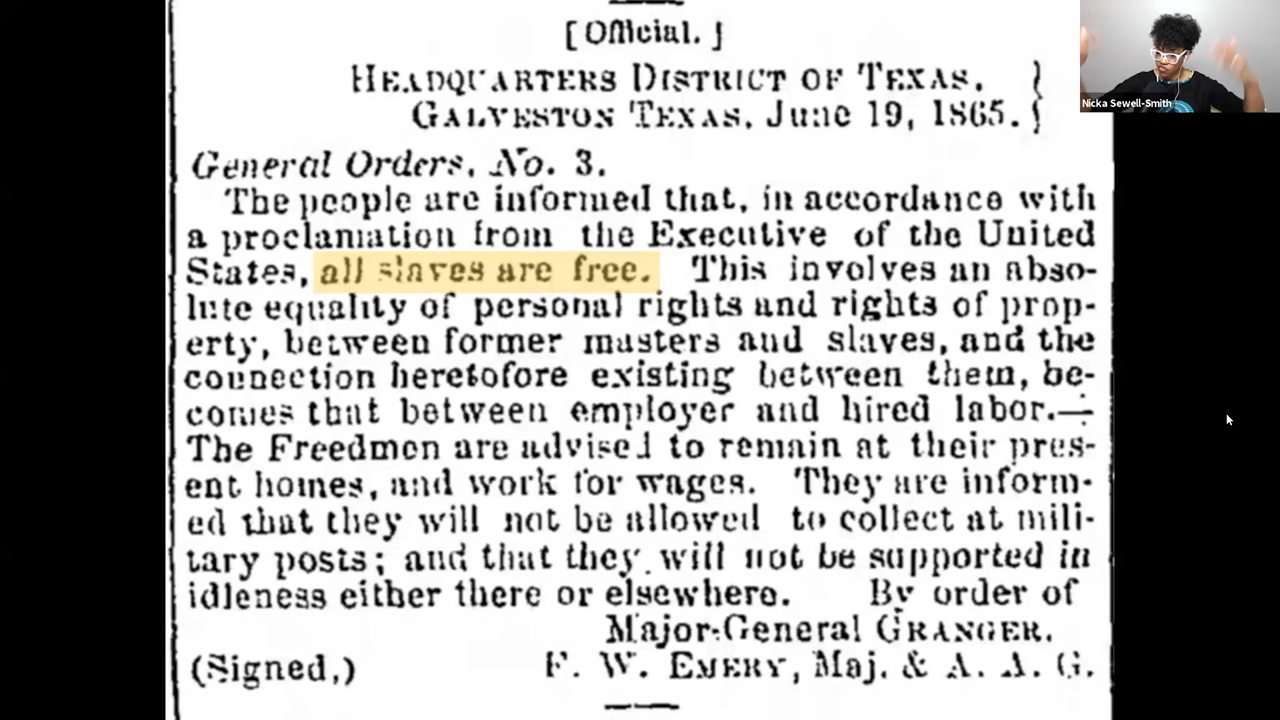 [Official.]
HEADQUARTERS DISTRICT OF TEXAS, }
GALVESTON TEXAS, June 19, 1865. }
General Orders, No. 3.
The people are informed that, in accordance with
a proclamation from the Executive of the United
States, all slaves are free. This involves an abso-
lute equality of personal rights and rights of prop-
erty, between former masters and slaves, and the
connection heretofore existing between them, be-
comes that between employer and hired labor.—
The Freedmen are advised to remain at their pres-
ent homes, and work for wages. They are inform-
ed that they will not be allowed to collect at mili-
tary posts; and that they will not be supported in
idleness either there or elsewhere. By order of
Major-General GRANGER.
(Signed,) F. W. EMERY, Maj. & A. A. G.
Nicka Sewell-Smith